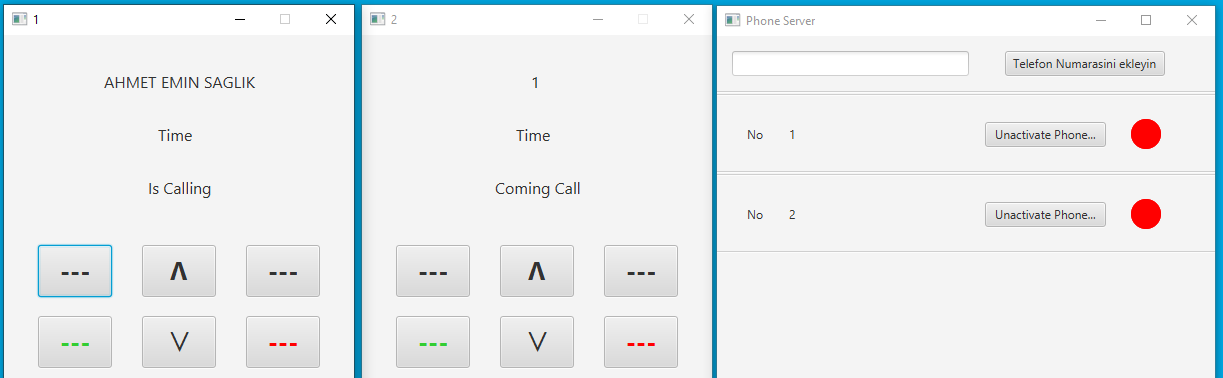 1
AHMET EMIN SAGLIK
Time
Is Calling
--- Λ ---
--- V ---
2
1
Time
Coming Call
--- Λ ---
--- V ---
Phone Server
Telefon Numarasini ekleyin
No 1 Unactivate Phone...
No 2 Unactivate Phone...